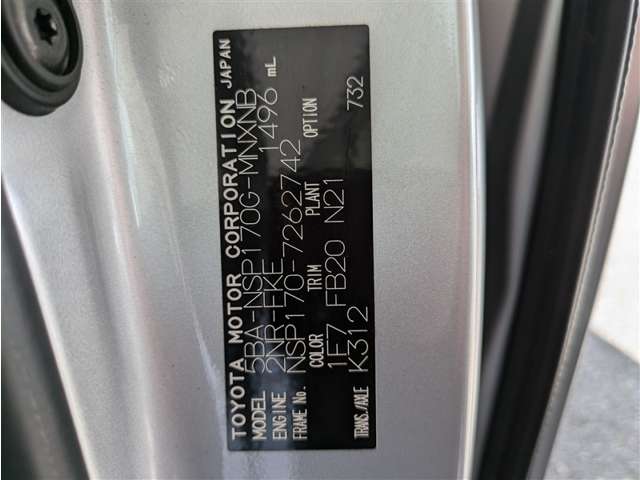 TOYOTA MOTOR CORPORATION JAPAN
MODEL 5BA-NSP170G-MNXNB
ENGINE 2NR-FKE 1496 mL
FRAME No. NSP170-7262742
COLOR TRIM PLANT OPTION
1F7 FB20 N21 732
TRANS./AXLE K312